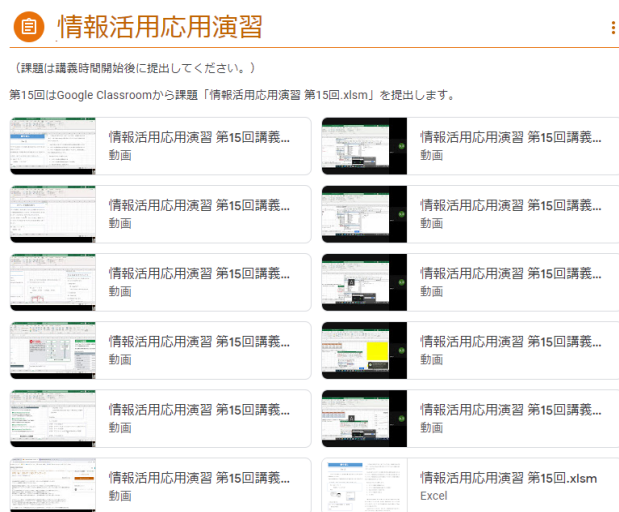 情報活用応用演習
（課題は講義時間開始後に提出してください。）
第15回はGoogle Classroomから課題「情報活用応用演習 第15回.xlsm」を提出します。
情報活用応用演習 第15回講義...
動画
情報活用応用演習 第15回講義...
動画
情報活用応用演習 第15回講義...
動画
情報活用応用演習 第15回講義...
動画
情報活用応用演習 第15回講義...
動画
情報活用応用演習 第15回講義...
動画
情報活用応用演習 第15回講義...
動画
情報活用応用演習 第15回講義...
動画
情報活用応用演習 第15回講義...
動画
情報活用応用演習 第15回講義...
動画
情報活用応用演習 第15回講義...
動画
情報活用応用演習 第15回.xlsm
Excel